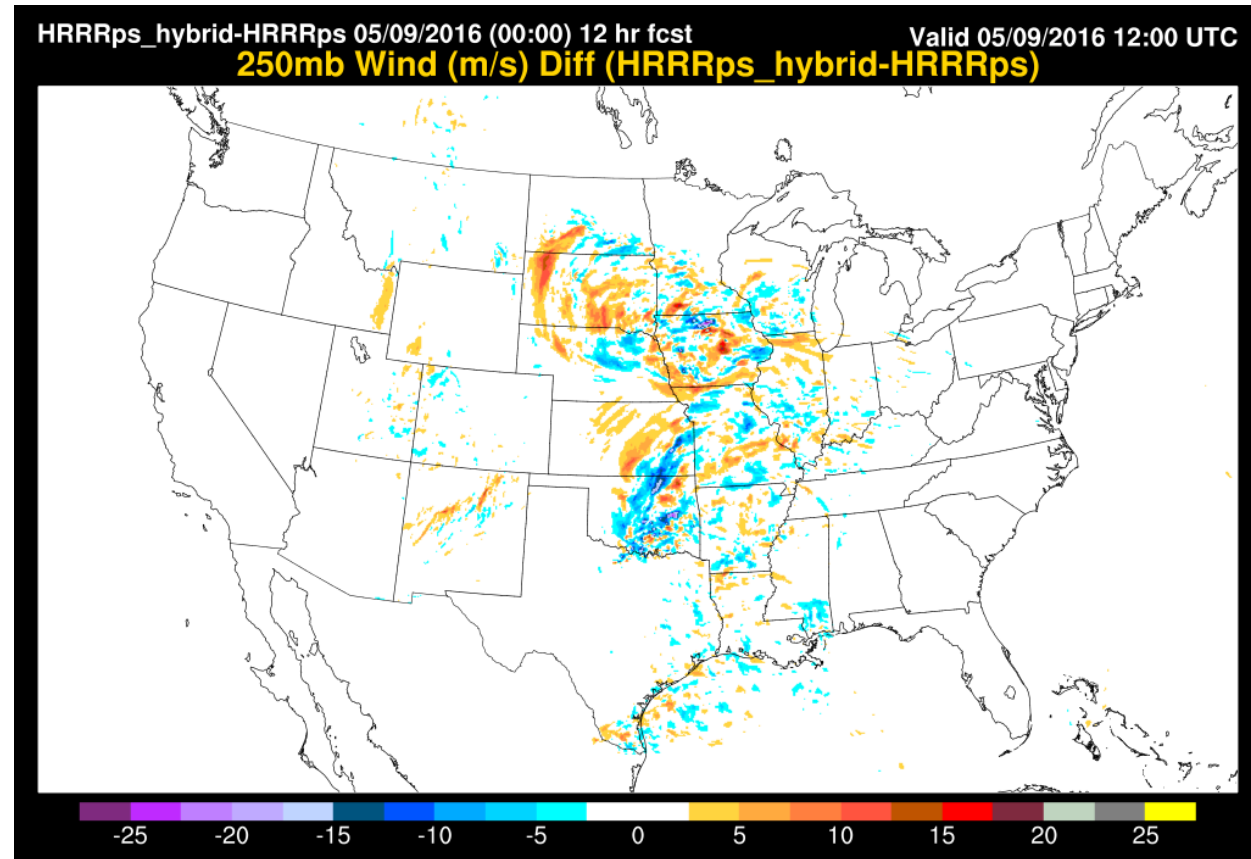 HRRRps_hybrid-HRRRps 05/09/2016 (00:00) 12 hr fcst
Valid 05/09/2016 12:00 UTC
250mb Wind (m/s) Diff (HRRRps_hybrid-HRRRps)
-25 -20 -15 -10 -5 0 5 10 15 20 25